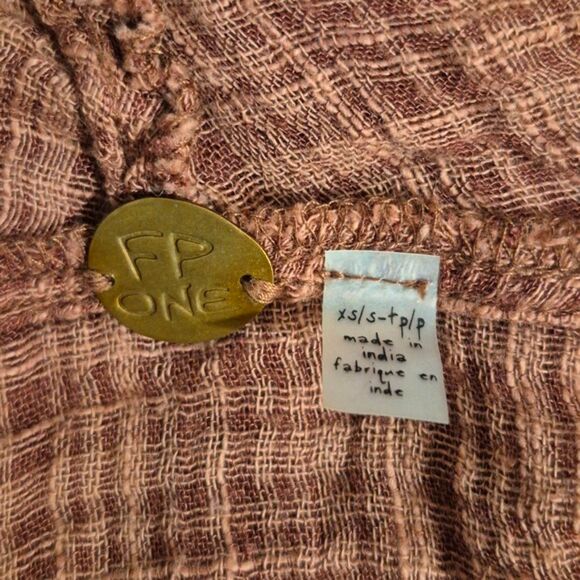 FP
ONE
xs/s-tp/p
made in
india
fabriqué en
inde